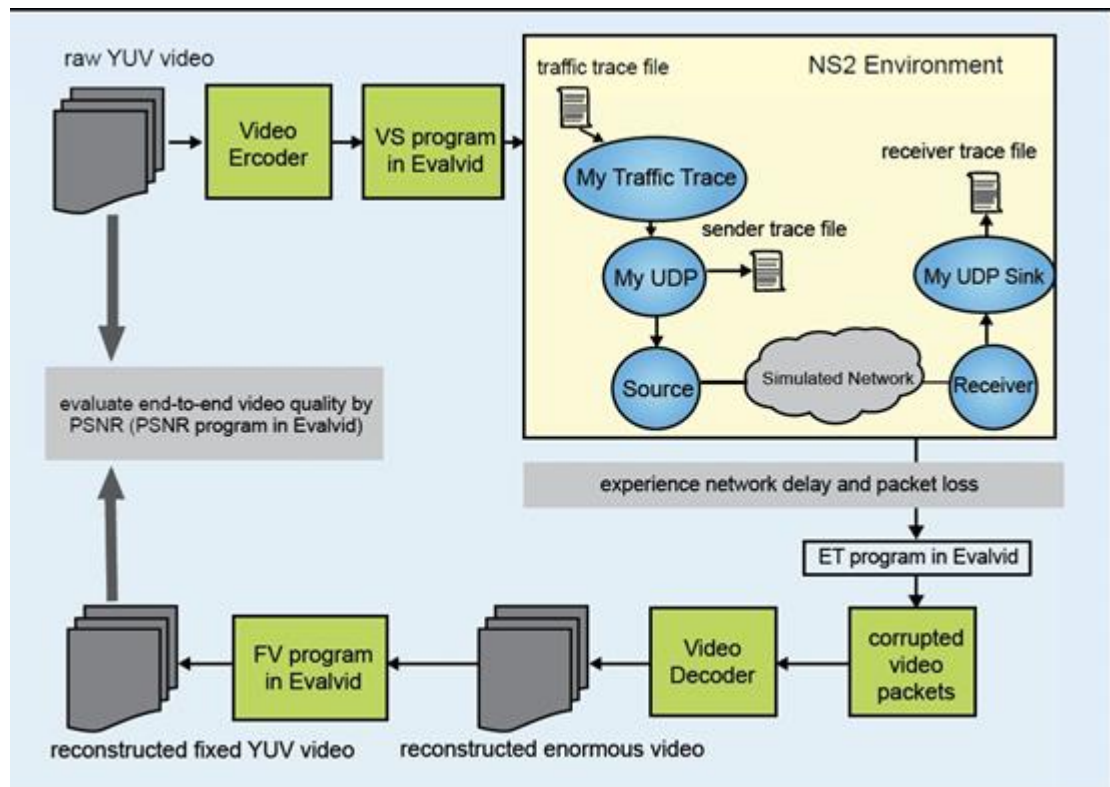 raw YUV video
Video
Ercoder
VS program
in Evalvid
NS2 Environment
traffic trace file
My Traffic Trace
sender trace file
My UDP
Source
Simulated Network
receiver trace file
My UDP Sink
Receiver
evaluate end-to-end video quality by
PSNR (PSNR program in Evalvid)
experience network delay and packet loss
ET program in Evalvid
corrupted
video
packets
Video
Decoder
reconstructed enormous video
FV program
in Evalvid
reconstructed fixed YUV video